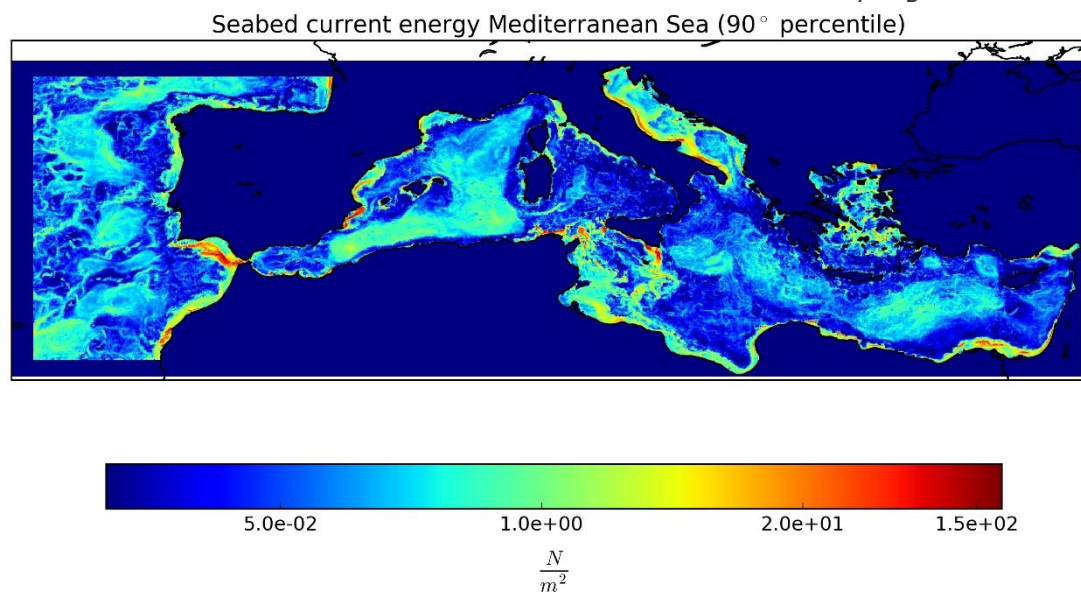 Seabed current energy Mediterranean Sea (90° percentile)
5.0e-02 1.0e+00 2.0e+01 1.5e+02
N
m²